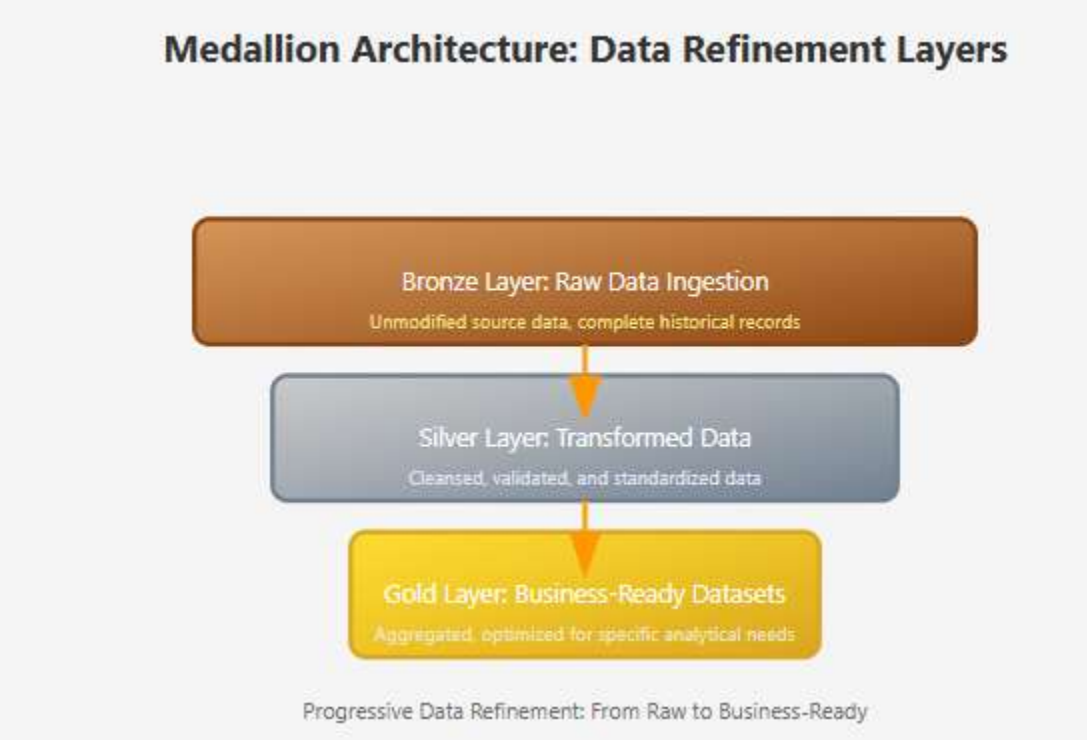 Medallion Architecture: Data Refinement Layers
Bronze Layer: Raw Data Ingestion
Unmodified source data, complete historical records
Silver Layer: Transformed Data
Cleansed, validated, and standardized data
Gold Layer: Business-Ready Datasets
Aggregated, optimized for specific analytical needs
Progressive Data Refinement: From Raw to Business-Ready